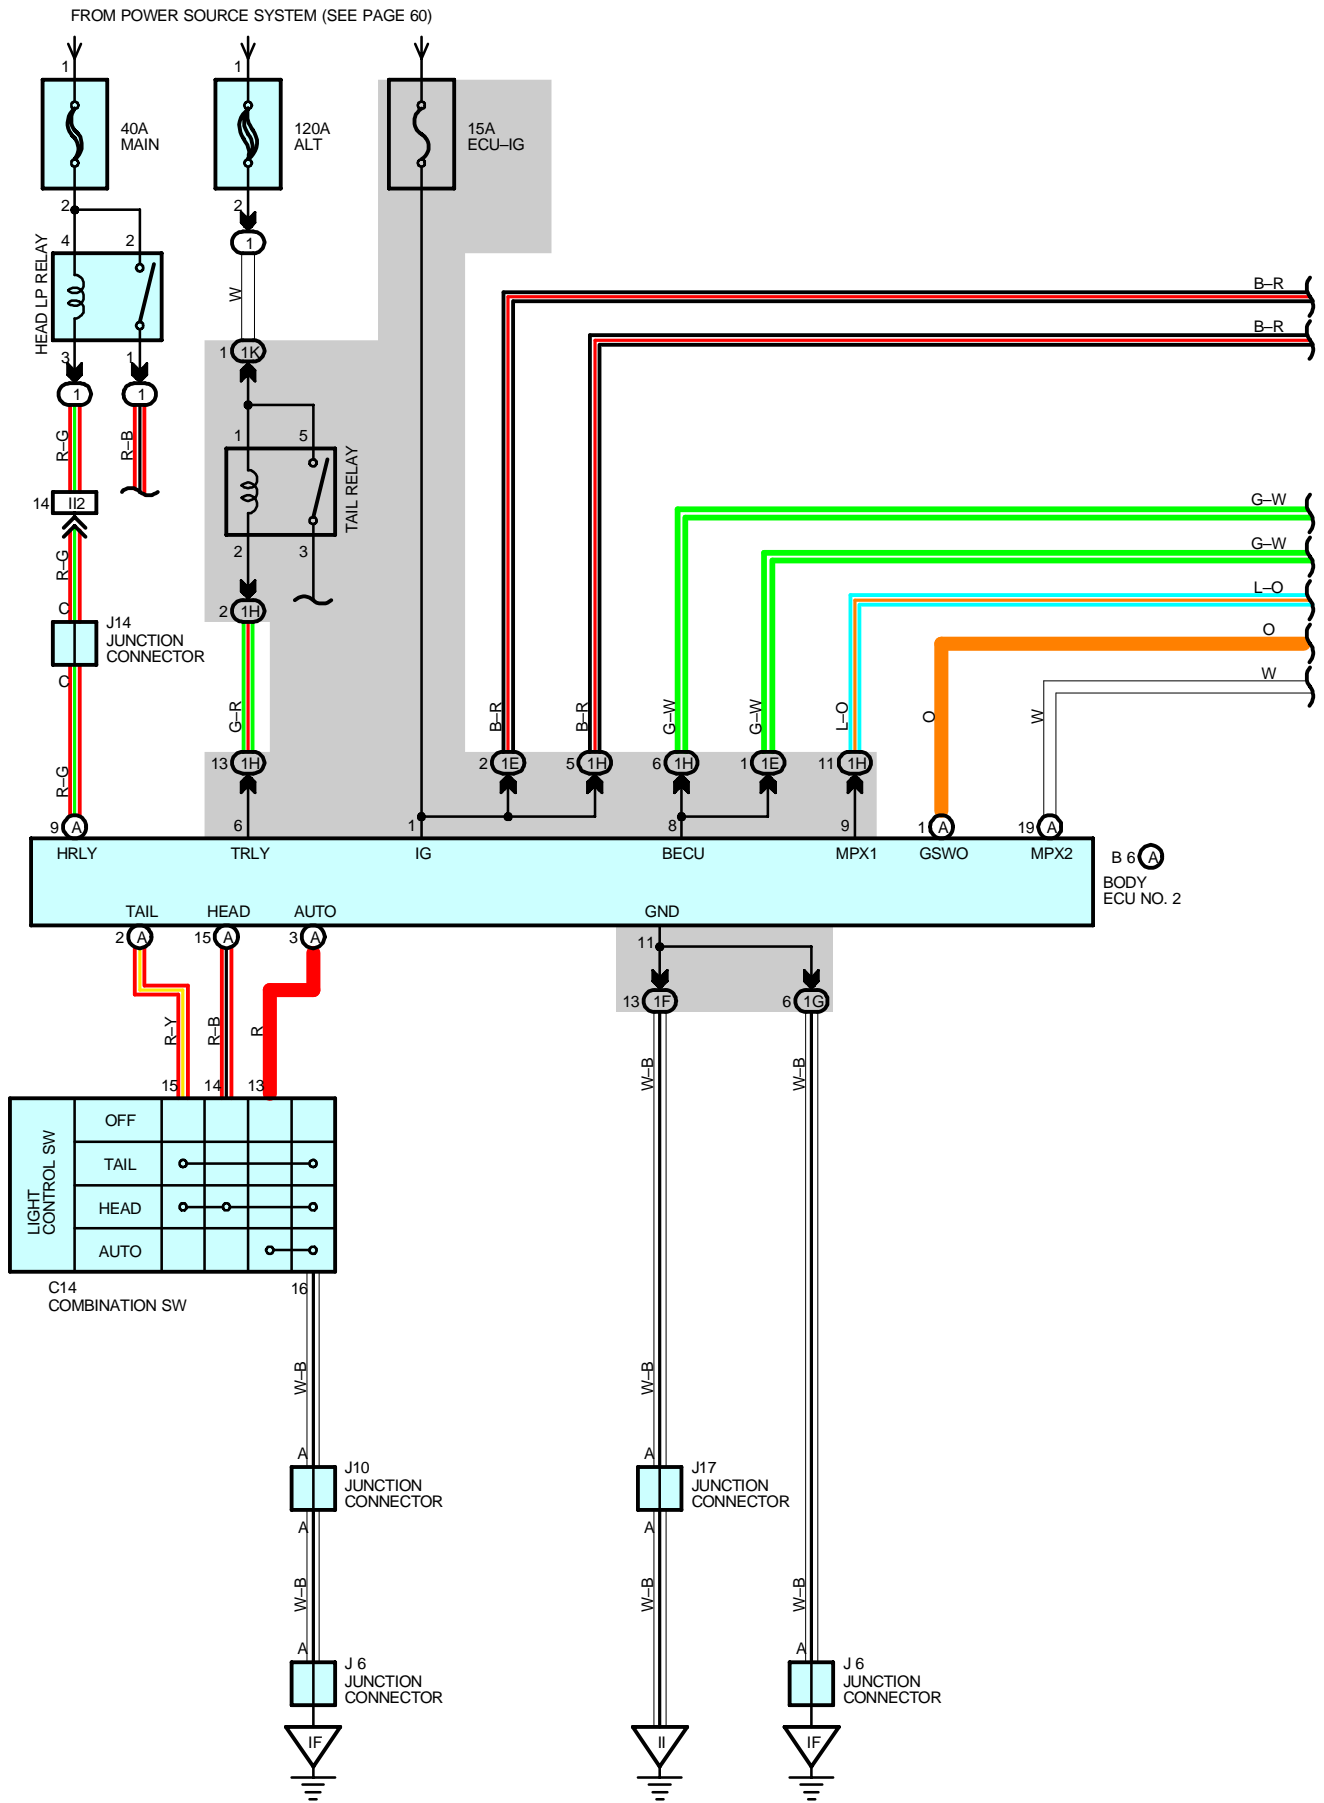 FROM POWER SOURCE SYSTEM (SEE PAGE 60)
1
1
40A
MAIN
120A
ALT
15A
ECU–IG
2
2
1
4
2
HEAD LP RELAY
W
3
1
1
1
1
1K
R–G
R–B
1
5
TAIL RELAY
14
II2
2
3
R–G
2
1H
C
J14
JUNCTION
CONNECTOR
C
G–R
R–G
13
1H
B–R
B–R
G–W
G–W
L–O
O
W
B–R
B–R
G–W
G–W
L–O
O
W
2
1E
5
1H
6
1H
1
1E
11
1H
9
A
6
1
8
9
1
A
19
A
HRLY
TRLY
IG
BECU
MPX1
GSWO
MPX2
B 6
A
BODY
ECU NO. 2
TAIL
HEAD
AUTO
GND
2
A
15
A
3
A
11
13
1F
6
1G
R–Y
R–B
R
W–B
W–B
15
14
13
LIGHT
CONTROL SW
OFF
TAIL
HEAD
AUTO
C14
COMBINATION SW
16
W–B
W–B
A
J10
JUNCTION
CONNECTOR
A
A
J17
JUNCTION
CONNECTOR
A
W–B
W–B
W–B
A
J 6
JUNCTION
CONNECTOR
A
J 6
JUNCTION
CONNECTOR
IF
II
IF